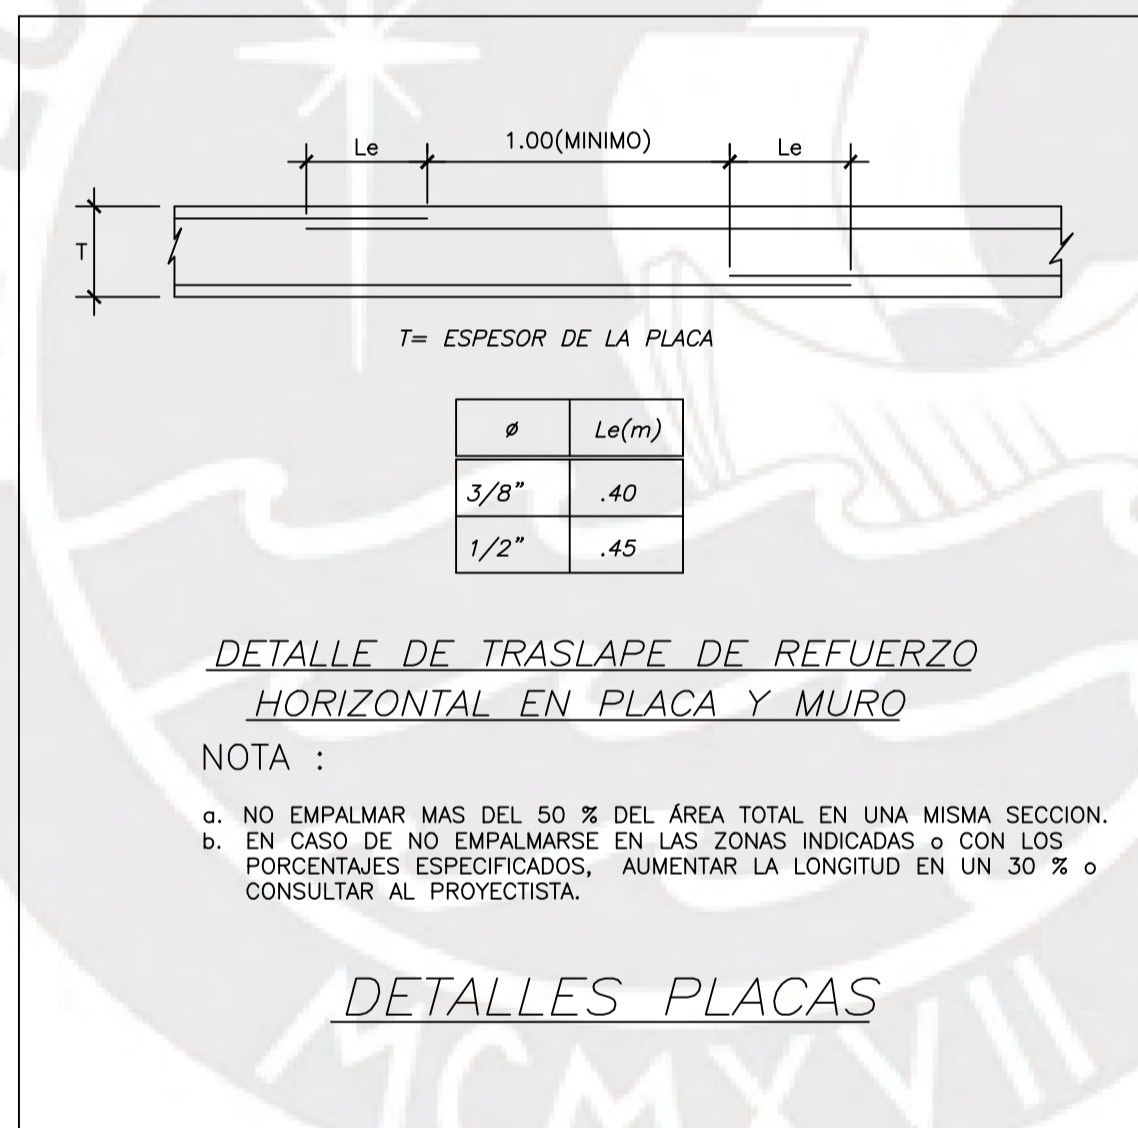 Le 1.00(MINIMO) Le
T
T= ESPESOR DE LA PLACA
ø Le(m)
3/8" .40
1/2" .45
DETALLE DE TRASLAPE DE REFUERZO
HORIZONTAL EN PLACA Y MURO
NOTA :
a. NO EMPALMAR MAS DEL 50 % DEL ÁREA TOTAL EN UNA MISMA SECCION.
b. EN CASO DE NO EMPALMARSE EN LAS ZONAS INDICADAS o CON LOS
PORCENTAJES ESPECIFICADOS, AUMENTAR LA LONGITUD EN UN 30 % o
CONSULTAR AL PROYECTISTA.
DETALLES PLACAS
MCMXVII